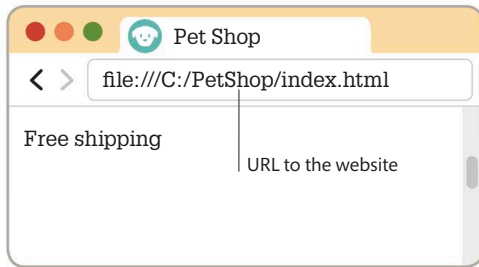 Pet Shop
file:///C:/PetShop/index.html
Free shipping
URL to the website